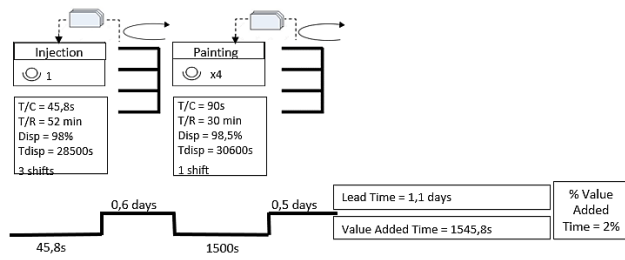 Injection
1
T/C = 45,8s
T/R = 52 min
Disp = 98%
Tdisp = 28500s
3 shifts
Painting
x4
T/C = 90s
T/R = 30 min
Disp = 98,5%
Tdisp = 30600s
1 shift
0,6 days
0,5 days
45,8s
1500s
Lead Time = 1,1 days
Value Added Time = 1545,8s
% Value
Added
Time = 2%